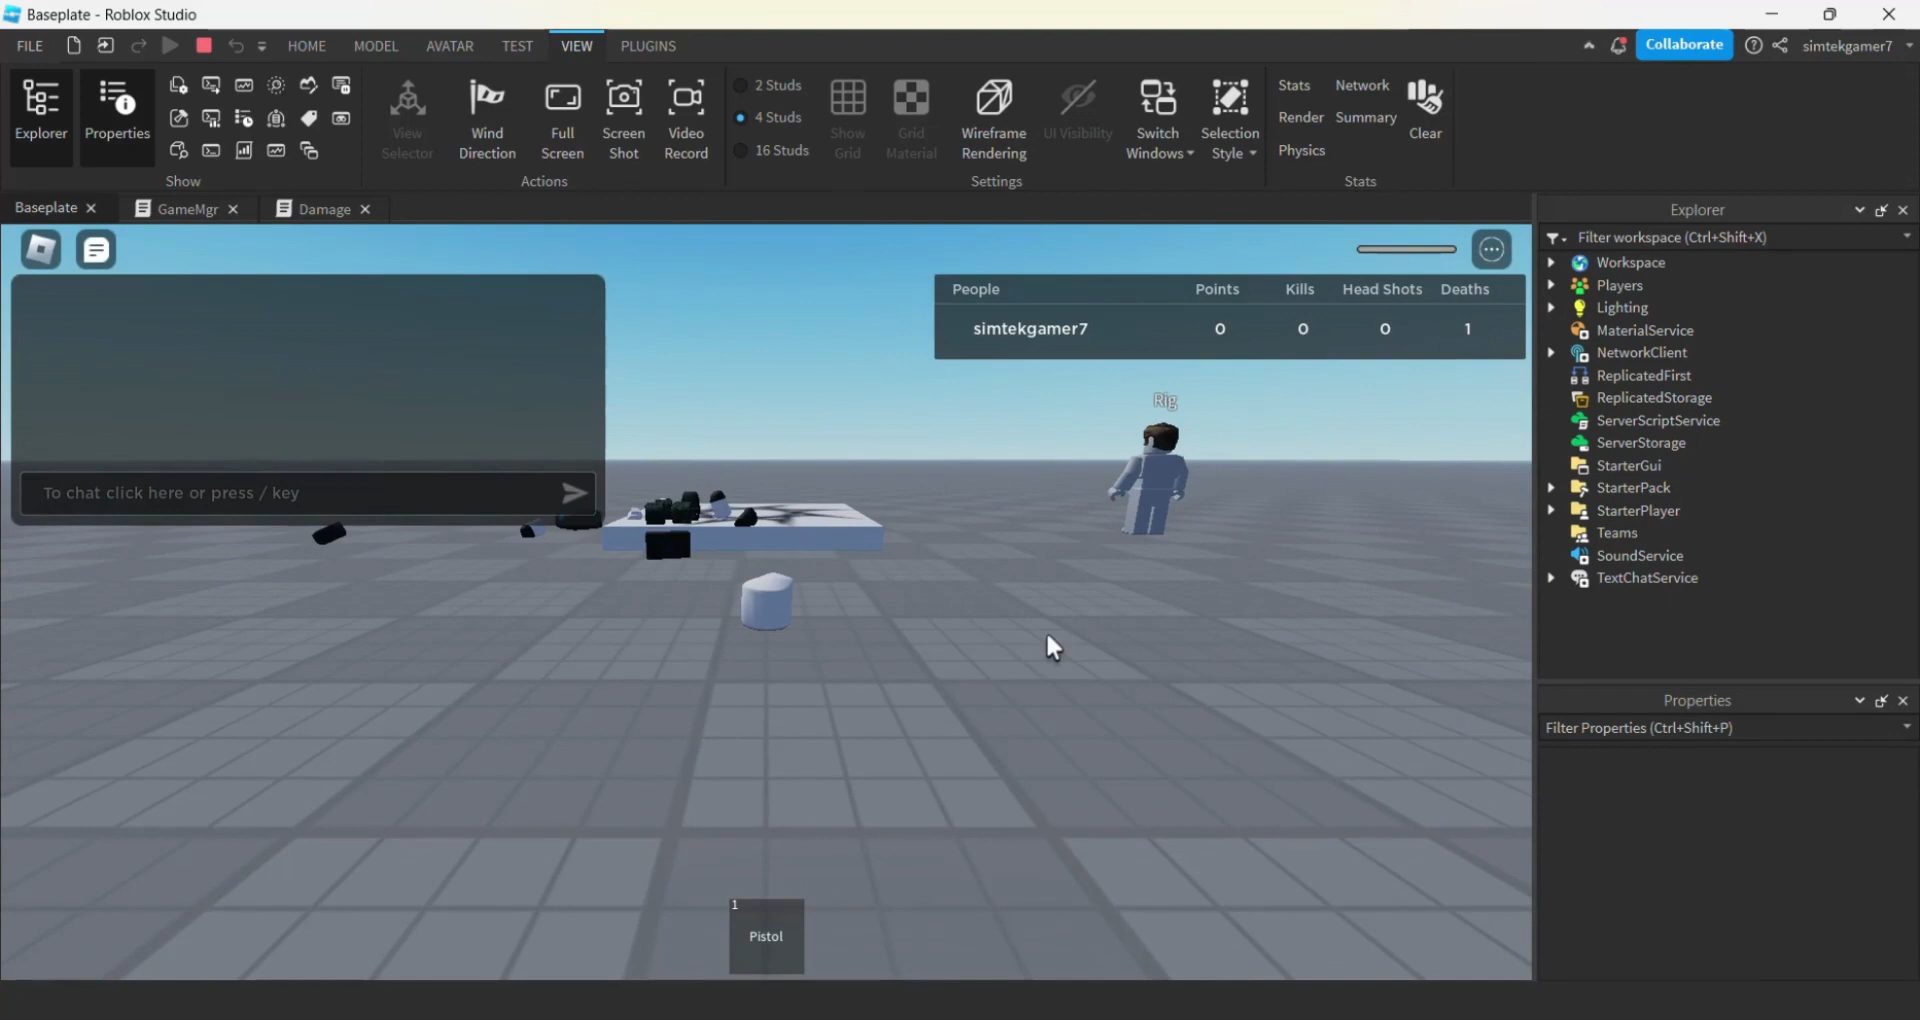 Baseplate - Roblox Studio
FILE HOME MODEL AVATAR TEST VIEW PLUGINS Collaborate simtekgamer7
Explorer
Properties
Show
View Selector
Wind Direction
Full Screen
Screen Shot
Video Record
Actions
2 Studs
4 Studs
16 Studs
Show Grid
Grid Material
Wireframe Rendering
UI Visibility
Switch Windows
Selection Style
Settings
Stats Network
Render Summary
Physics
Clear
Stats
Baseplate GameMgr Damage
To chat click here or press / key
People Points Kills Head Shots Deaths
simtekgamer7 0 0 0 1
Rig
1
Pistol
Explorer
Filter workspace (Ctrl+Shift+X)
Workspace
Players
Lighting
MaterialService
NetworkClient
ReplicatedFirst
ReplicatedStorage
ServerScriptService
ServerStorage
StarterGui
StarterPack
StarterPlayer
Teams
SoundService
TextChatService
Properties
Filter Properties (Ctrl+Shift+P)